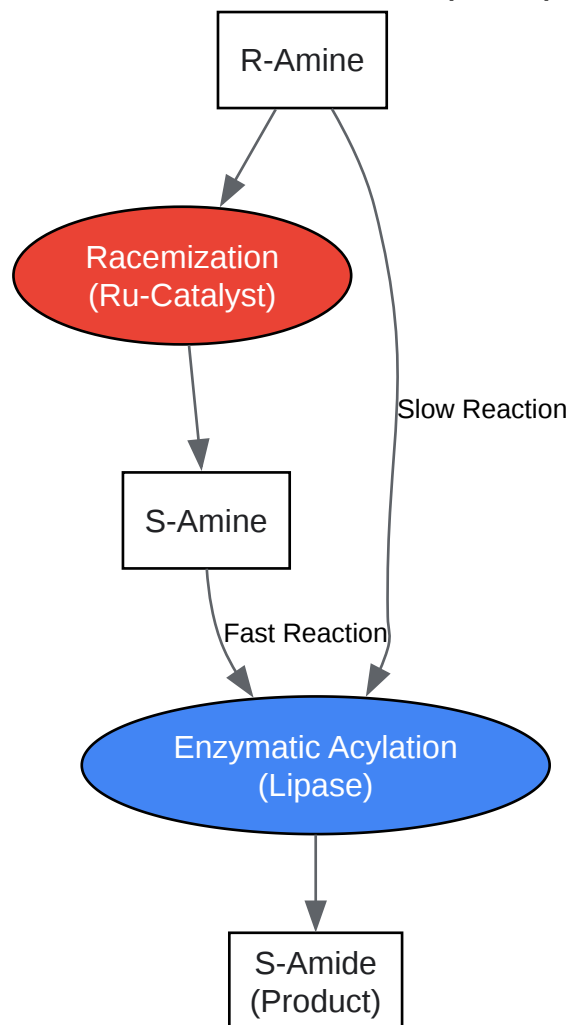 R-Amine
Racemization
(Ru-Catalyst)
Slow Reaction
S-Amine
Fast Reaction
Enzymatic Acylation
(Lipase)
S-Amide
(Product)